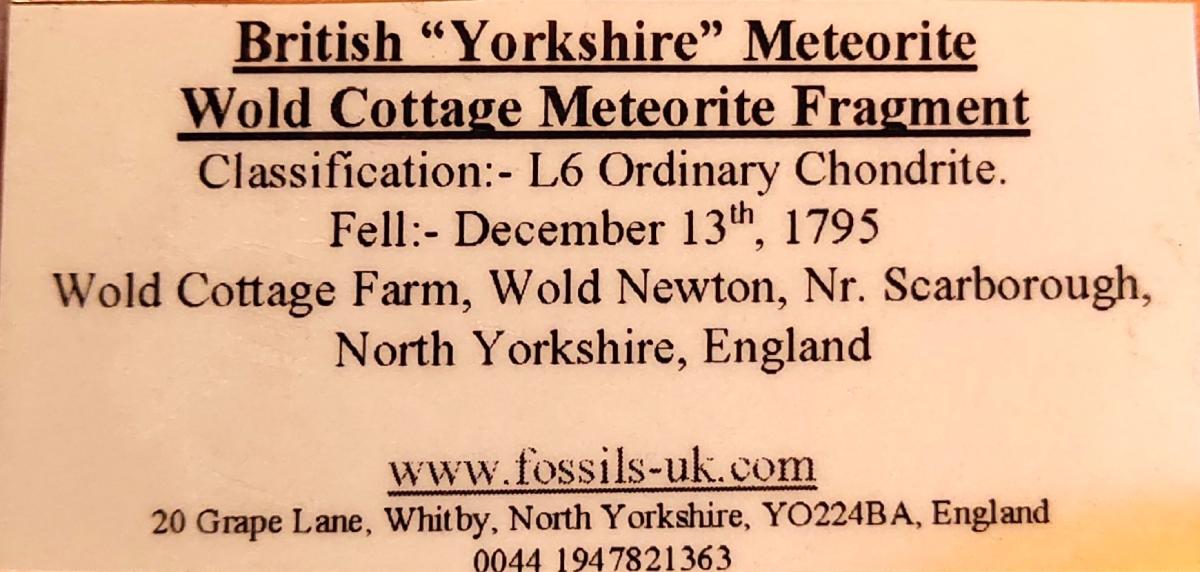 British “Yorkshire” Meteorite
Wold Cottage Meteorite Fragment
Classification:- L6 Ordinary Chondrite.
Fell:- December 13th, 1795
Wold Cottage Farm, Wold Newton, Nr. Scarborough,
North Yorkshire, England
www.fossils-uk.com
20 Grape Lane, Whitby, North Yorkshire, YO224BA, England
0044 1947821363